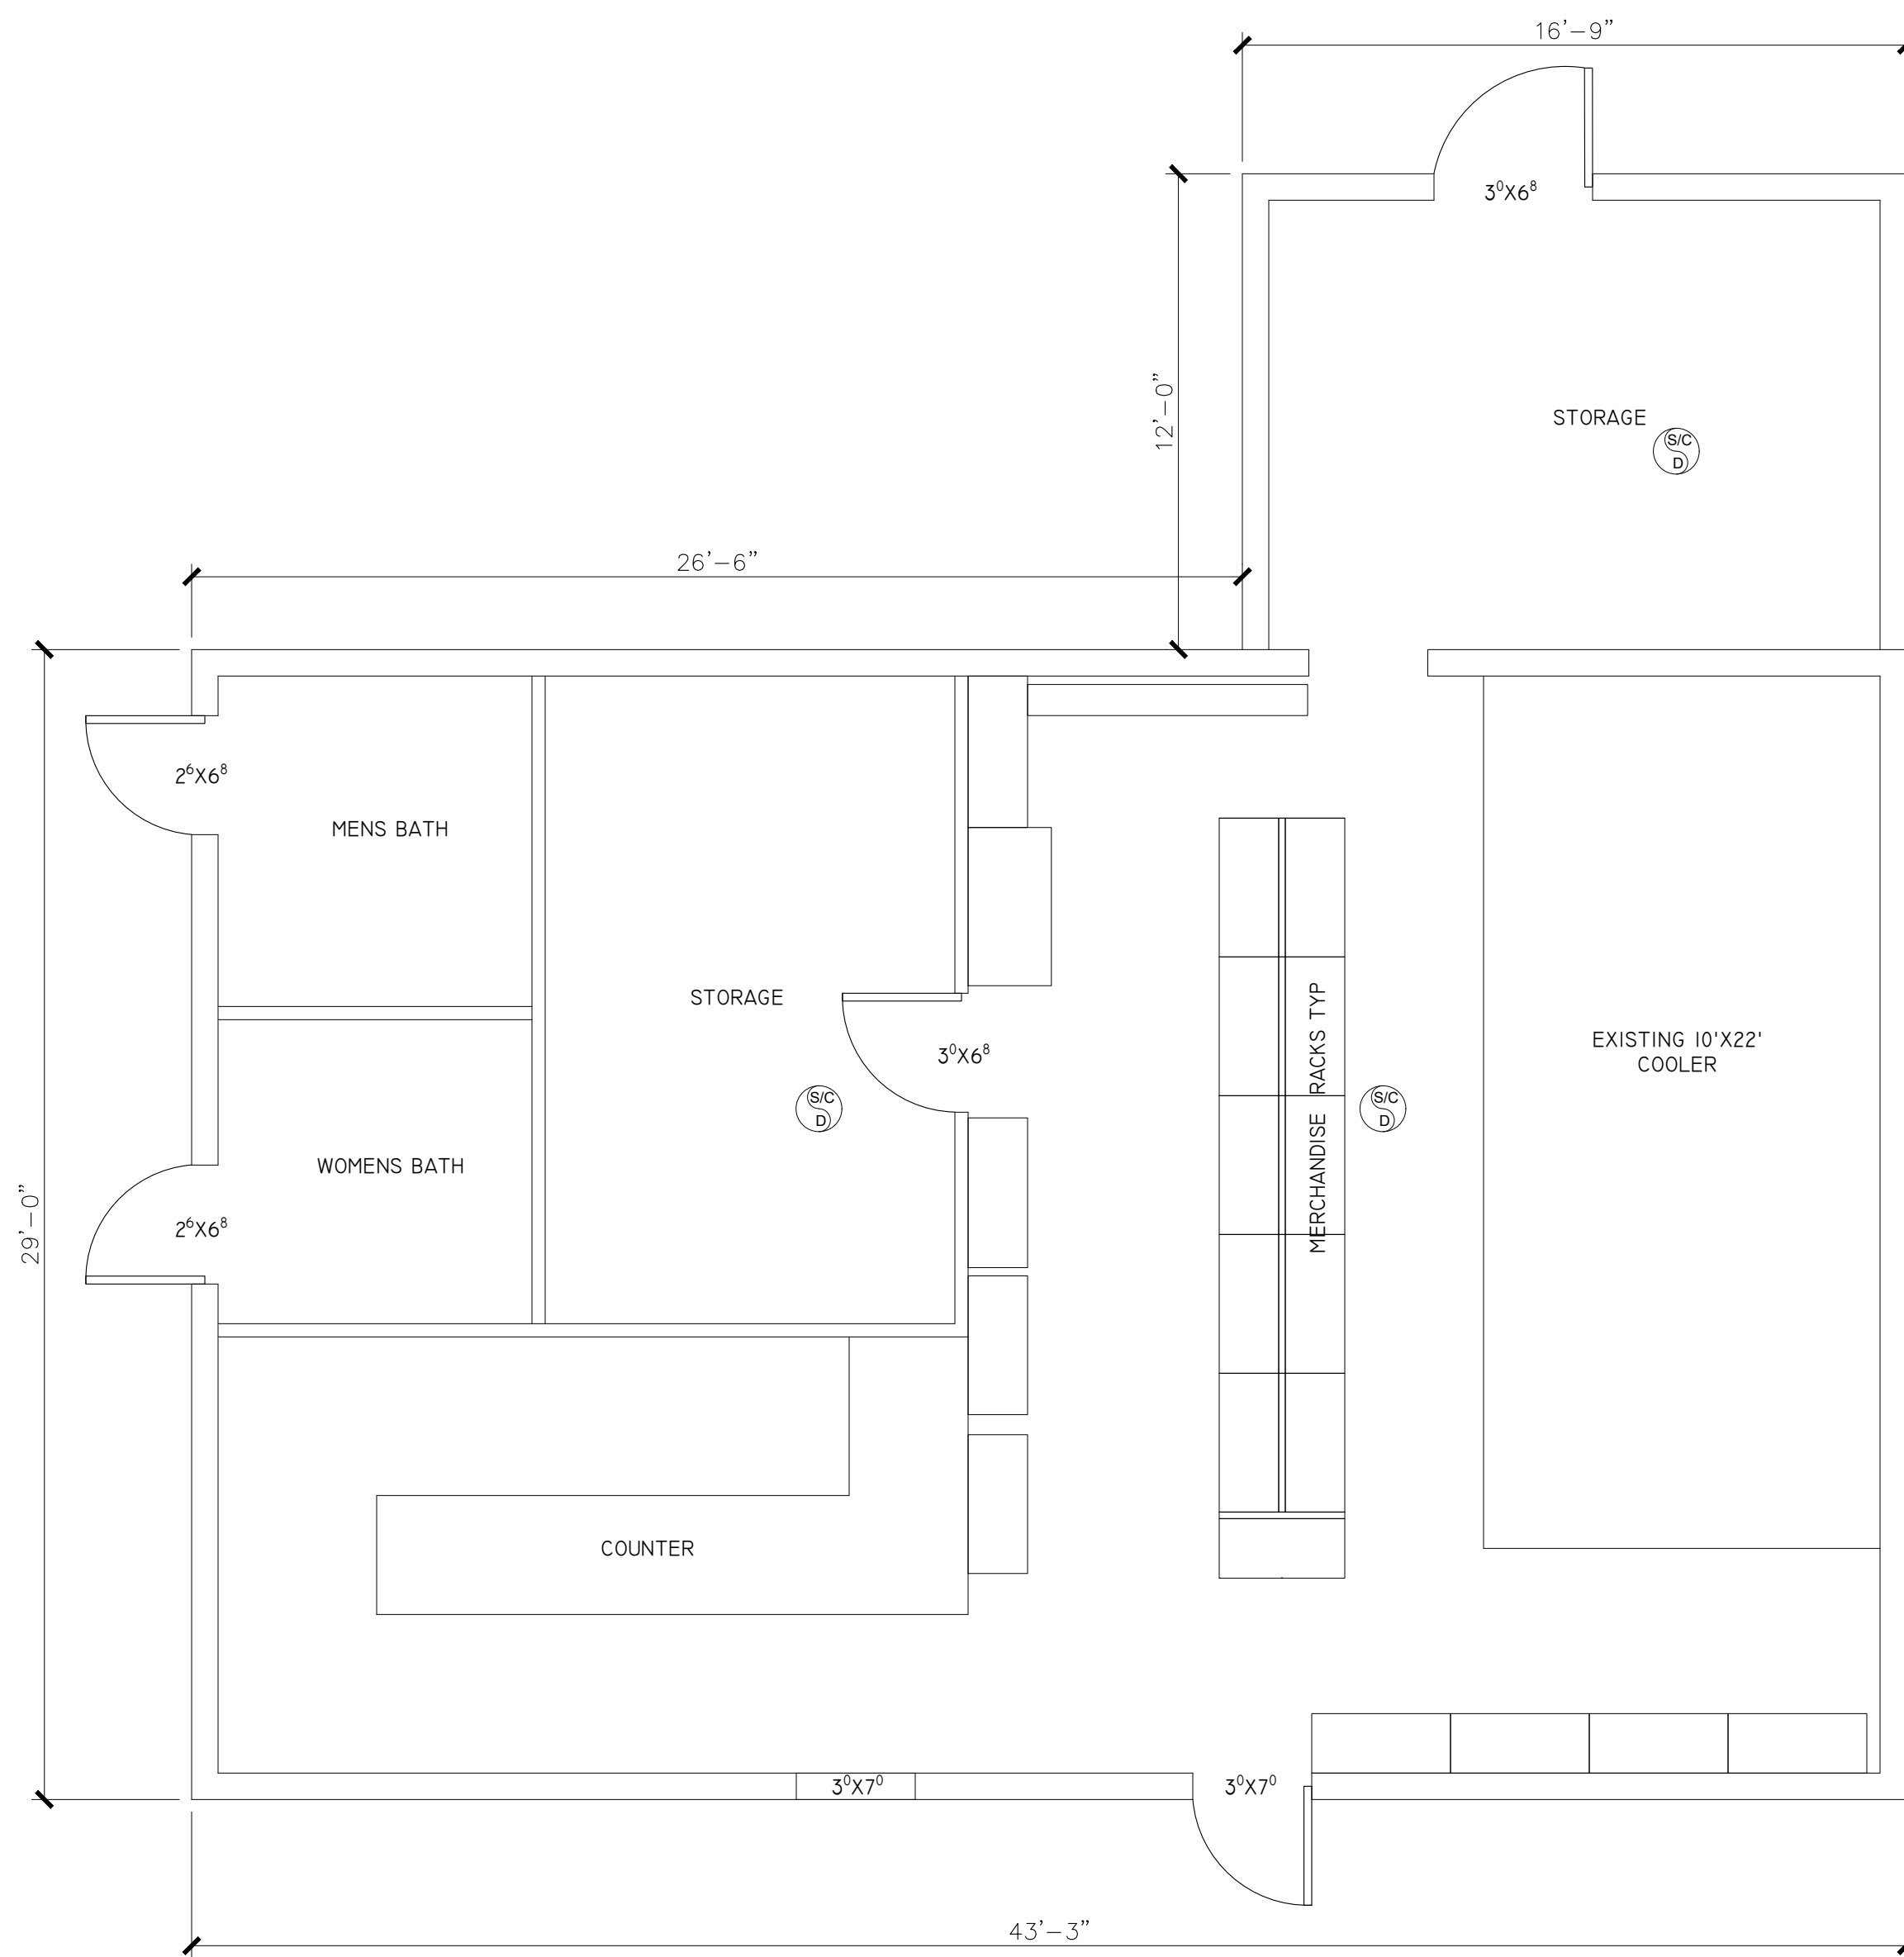 16'-9"
3⁰X6⁸
12'-0"
STORAGE
S/C
D
26'-6"
2⁶X6⁸
MENS BATH
STORAGE
3⁰X6⁸
MERCHANDISE RACKS TYP
EXISTING 10'X22'
COOLER
S/C
D
S/C
D
WOMENS BATH
2⁶X6⁸
29'-0"
COUNTER
3⁰X7⁰
3⁰X7⁰
43'-3"